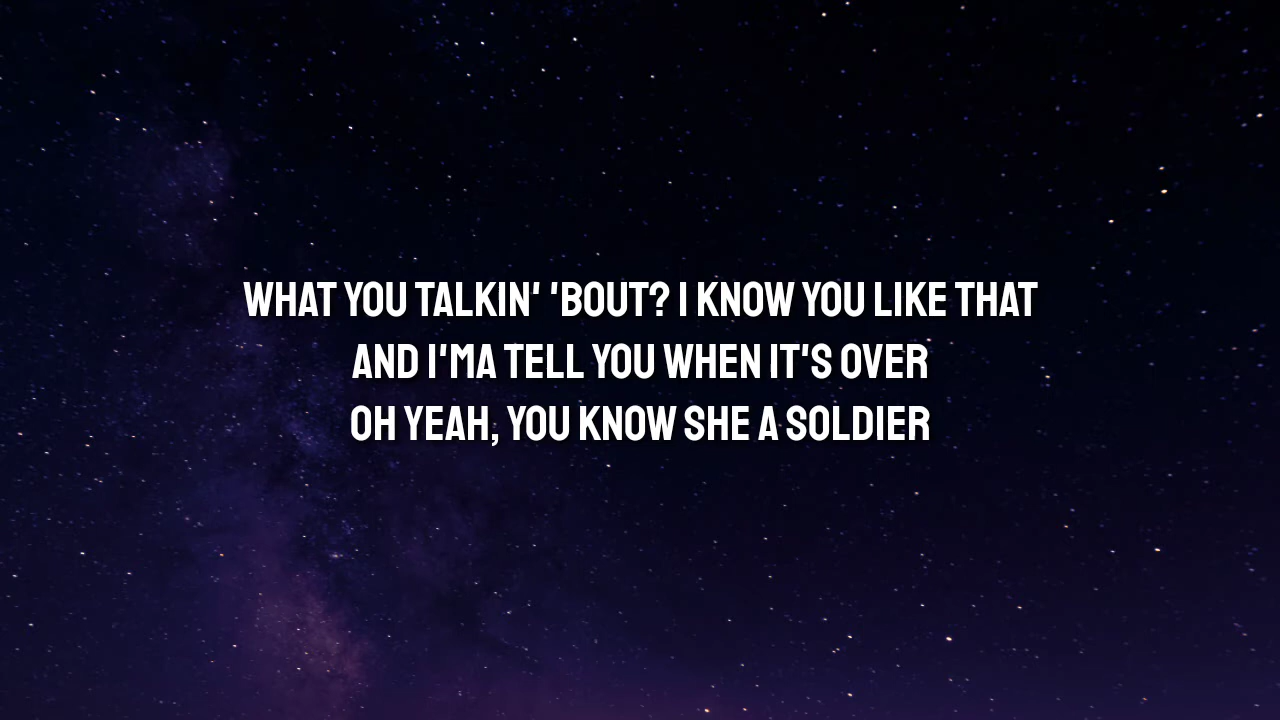 WHAT YOU TALKIN' 'BOUT? I KNOW YOU LIKE THAT
AND I'MA TELL YOU WHEN IT'S OVER
OH YEAH, YOU KNOW SHE A SOLDIER